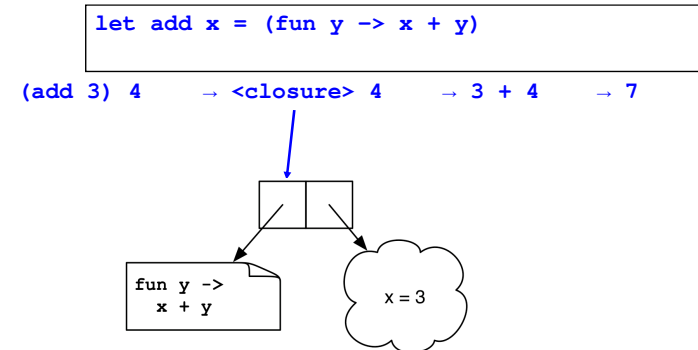 let add x = (fun y -> x + y)
(add 3) 4 → <closure> 4 → 3 + 4 → 7
fun y ->
x + y
x = 3